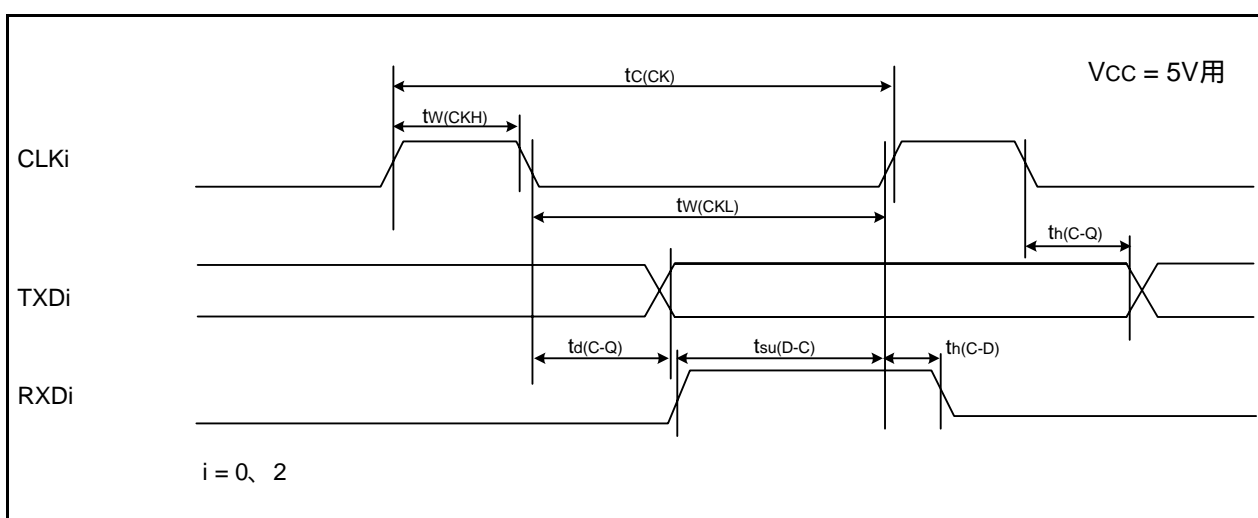 VCC = 5V用
tC(CK)
tW(CKH)
CLKi
tW(CKL)
th(C-Q)
TXDi
td(C-Q)
tsu(D-C)
th(C-D)
RXDi
i = 0、2